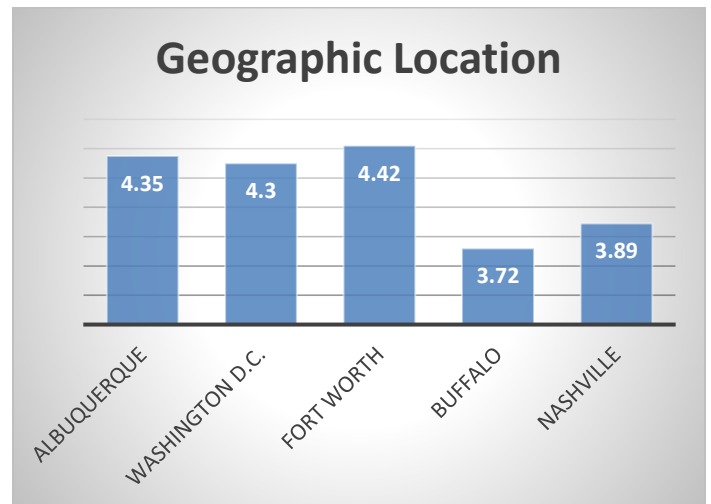 Geographic Location
4.35
4.3
4.42
3.72
3.89
ALBUQUERQUE
WASHINGTON D.C.
FORT WORTH
BUFFALO
NASHVILLE